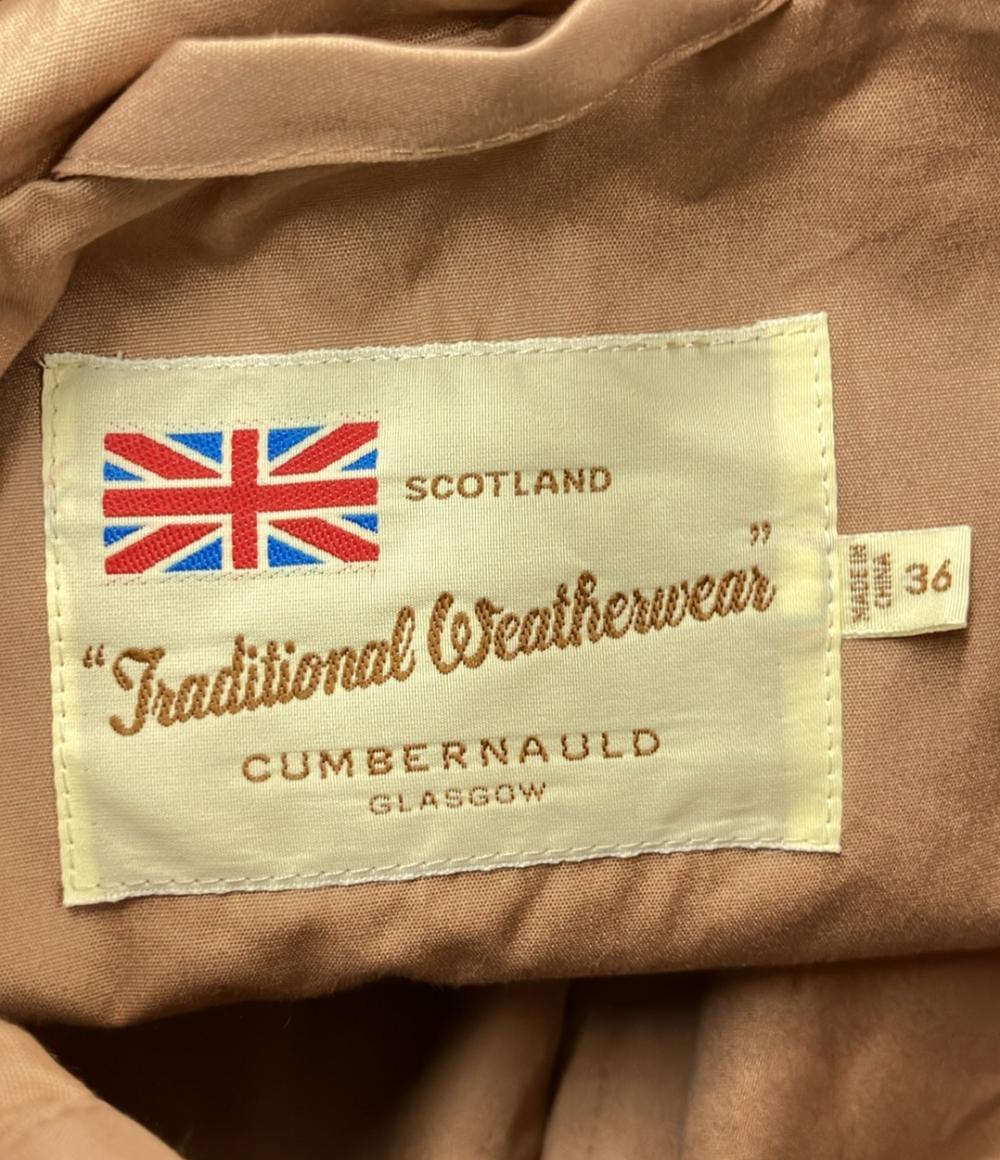 SCOTLAND
“Traditional Weatherwear”
CUMBERNAULD
GLASGOW
MADE IN
CHINA
36